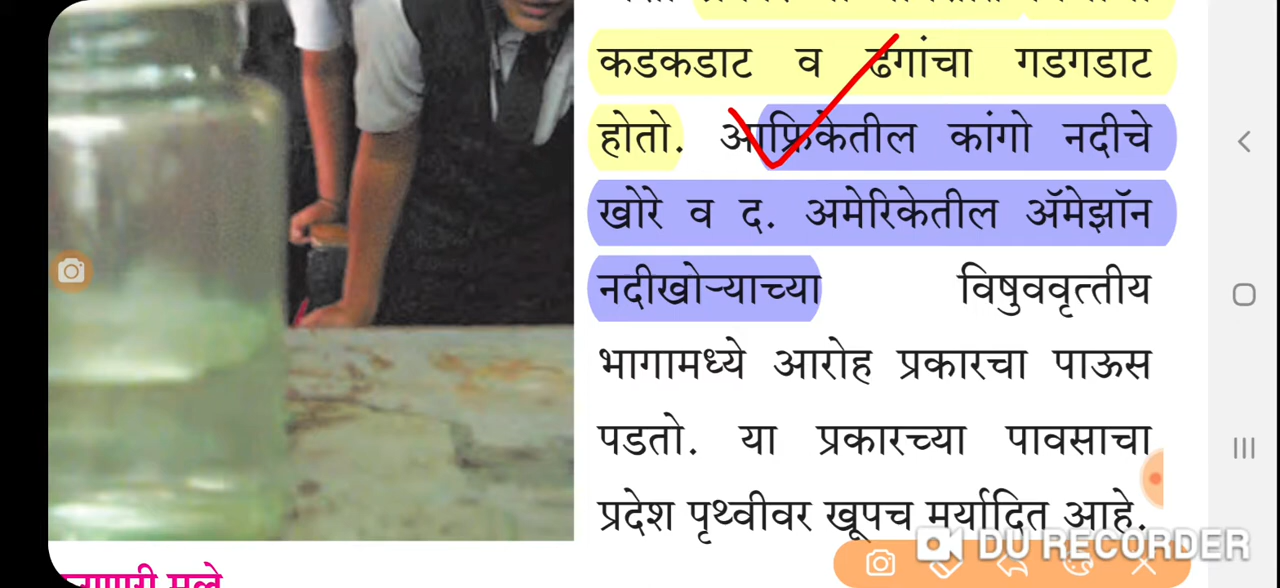 कडकडाट व ढगांचा गडगडाट
होतो. आफ्रिकेतील कांगो नदीचे
खोरे व द. अमेरिकेतील ॲमेझॉन
नदीखोऱ्याच्या विषुववृत्तीय
भागामध्ये आरोह प्रकारचा पाऊस
पडतो. या प्रकारच्या पावसाचा
प्रदेश पृथ्वीवर खूपच मर्यादित आहे.
DU RECORDER